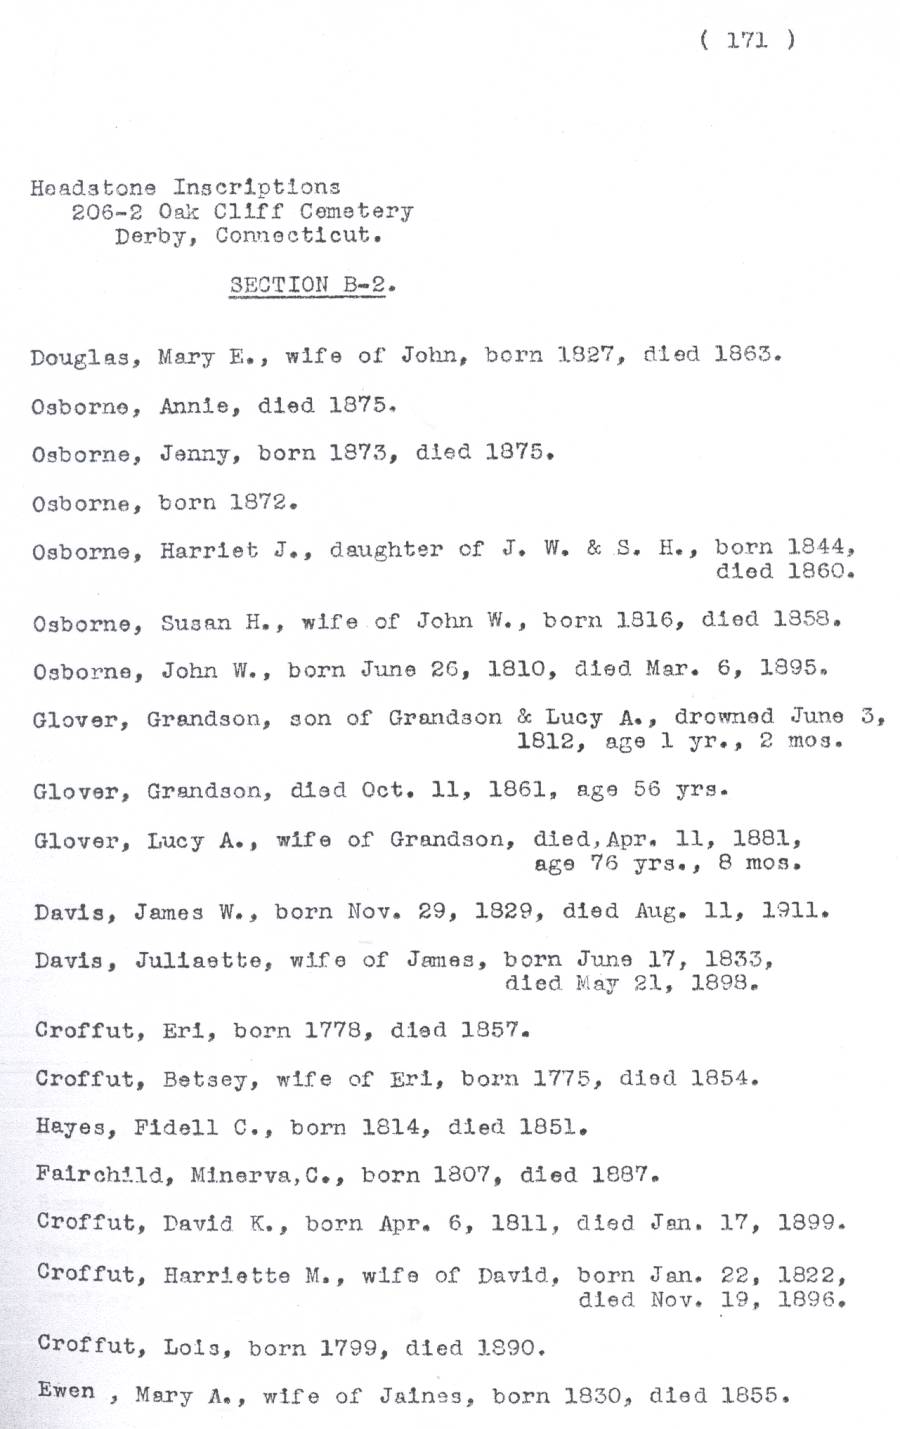 ( 171 )
Headstone Inscriptions
206-2 Oak Cliff Cemetery
Derby, Connecticut.
SECTION B-2.
Douglas, Mary E., wife of John, born 1827, died 1863.
Osborne, Annie, died 1875.
Osborne, Jenny, born 1873, died 1875.
Osborne, born 1872.
Osborne, Harriet J., daughter of J. W. & S. H., born 1844,
died 1860.
Osborne, Susan H., wife of John W., born 1816, died 1858.
Osborne, John W., born June 26, 1810, died Mar. 6, 1895.
Glover, Grandson, son of Grandson & Lucy A., drowned June 3,
1812, age 1 yr., 2 mos.
Glover, Grandson, died Oct. 11, 1861, age 56 yrs.
Glover, Lucy A., wife of Grandson, died,Apr. 11, 1881,
age 76 yrs., 8 mos.
Davis, James W., born Nov. 29, 1829, died Aug. 11, 1911.
Davis, Juliaette, wife of James, born June 17, 1833,
died May 21, 1898.
Croffut, Eri, born 1778, died 1857.
Croffut, Betsey, wife of Eri, born 1775, died 1854.
Hayes, Fidell C., born 1814, died 1851.
Fairchild, Minerva,C., born 1807, died 1887.
Croffut, David K., born Apr. 6, 1811, died Jan. 17, 1899.
Croffut, Harriette M., wife of David, born Jan. 22, 1822,
died Nov. 19, 1896.
Croffut, Lois, born 1799, died 1890.
Ewen , Mary A., wife of Jaines, born 1830, died 1855.